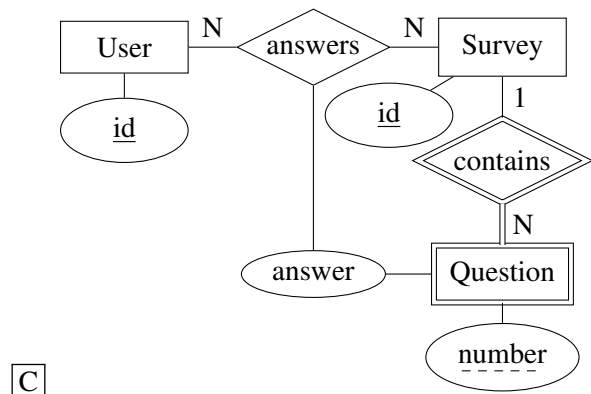 User N answers N Survey
id
id
1
contains
N
answer Question
number
C